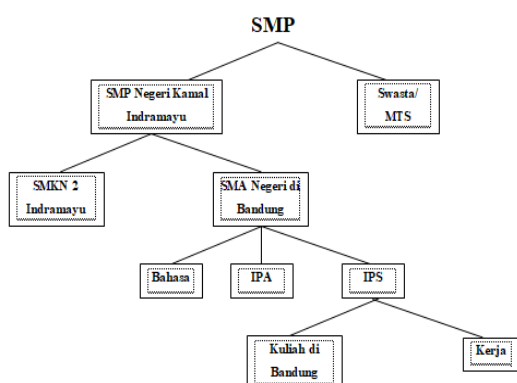 SMP
SMP Negeri Kamal
Indramayu
Swasta/
MTS
SMKN 2
Indramayu
SMA Negeri di
Bandung
Bahasa
IPA
IPS
Kuliah di
Bandung
Kerja